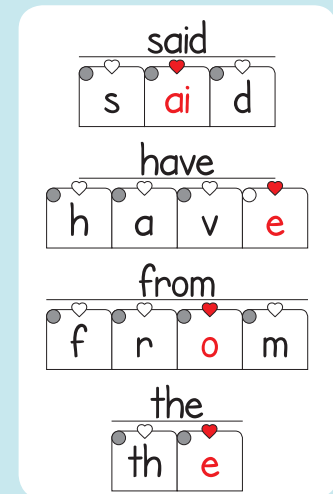 said
s ai d
have
h a v e
from
f r o m
the
th e